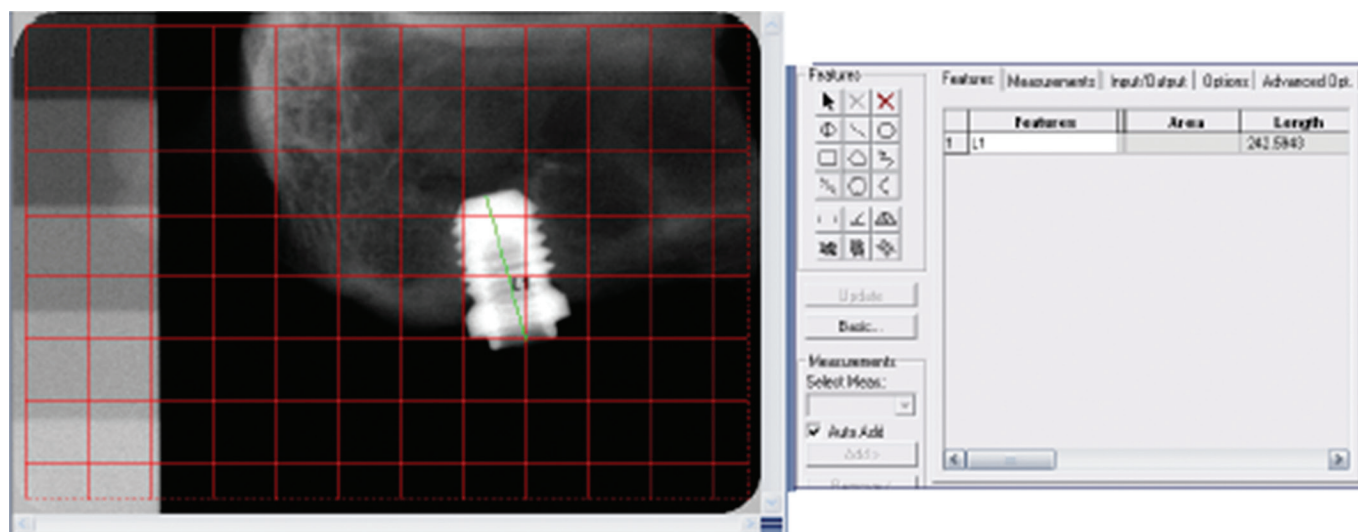 L1
Features
Features | Measurements | Input/Output | Options | Advanced Opt.
Features Area Length
1 L1 242.5943
Update
Basic...
Measurements
Select Meas.:
Auto Add
Add >